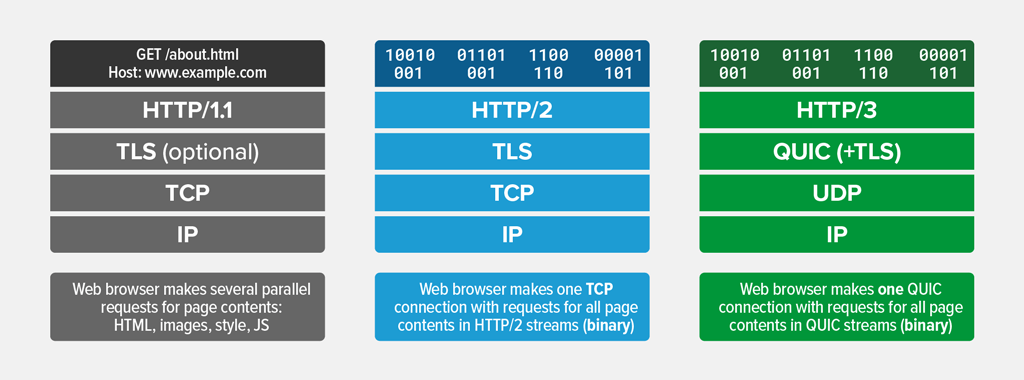 GET /about.html
Host: www.example.com
HTTP/1.1
TLS (optional)
TCP
IP
Web browser makes several parallel
requests for page contents:
HTML, images, style, JS
10010 01101 1100 00001
001 001 110 101
HTTP/2
TLS
TCP
IP
Web browser makes one TCP
connection with requests for all page
contents in HTTP/2 streams (binary)
10010 01101 1100 00001
001 001 110 101
HTTP/3
QUIC (+TLS)
UDP
IP
Web browser makes one QUIC
connection with requests for all page
contents in QUIC streams (binary)